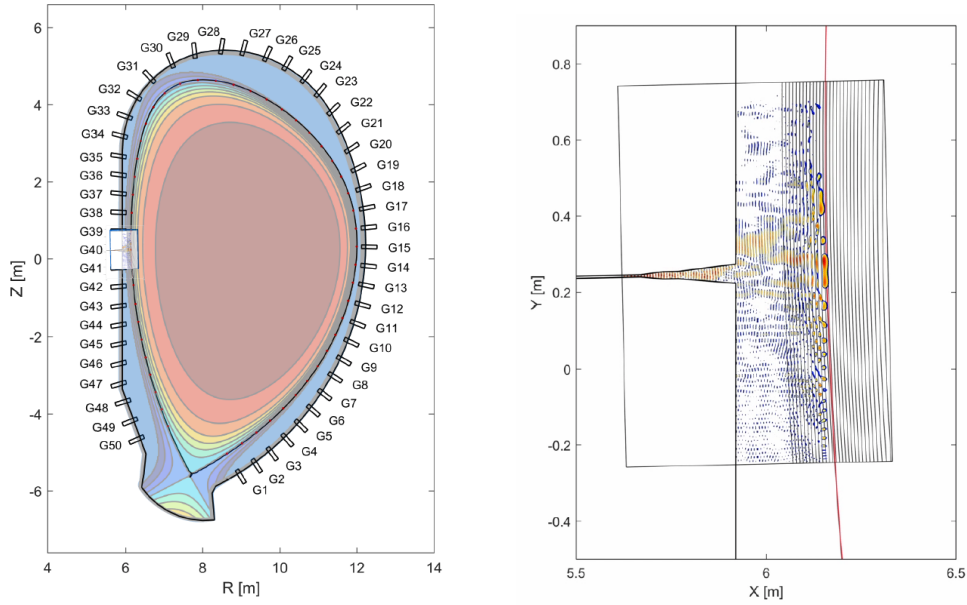 G28
G29 G27
G30 G26
G31 G25
G32 G24
G33 G23
G34 G22
G35 G21
G36 G20
G37 G19
G38 G18
G39 G17
G40 G16
G41 G15
G42 G14
G43 G13
G44 G12
G45 G11
G46 G10
G47 G9
G48 G8
G49 G7
G50 G6
G5
G4
G3
G2
G1
6
4
2
0
-2
-4
-6
Z [m]
4 6 8 10 12 14
R [m]
0.8
0.6
0.4
0.2
0
-0.2
-0.4
Y [m]
5.5 6 6.5
X [m]